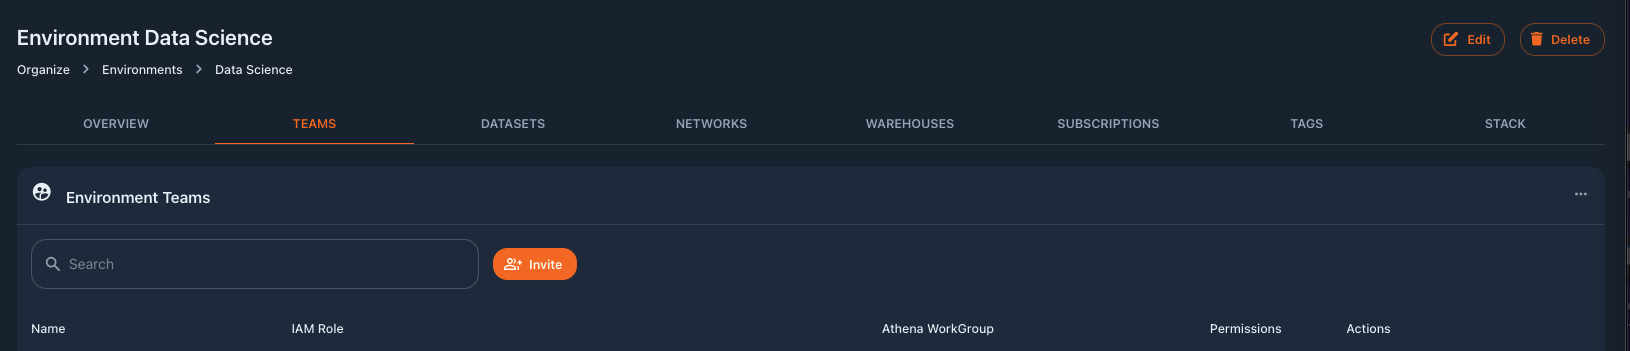 Environment Data Science
Edit Delete
Organize > Environments > Data Science
OVERVIEW TEAMS DATASETS NETWORKS WAREHOUSES SUBSCRIPTIONS TAGS STACK
Environment Teams
Search Invite
Name IAM Role Athena WorkGroup Permissions Actions